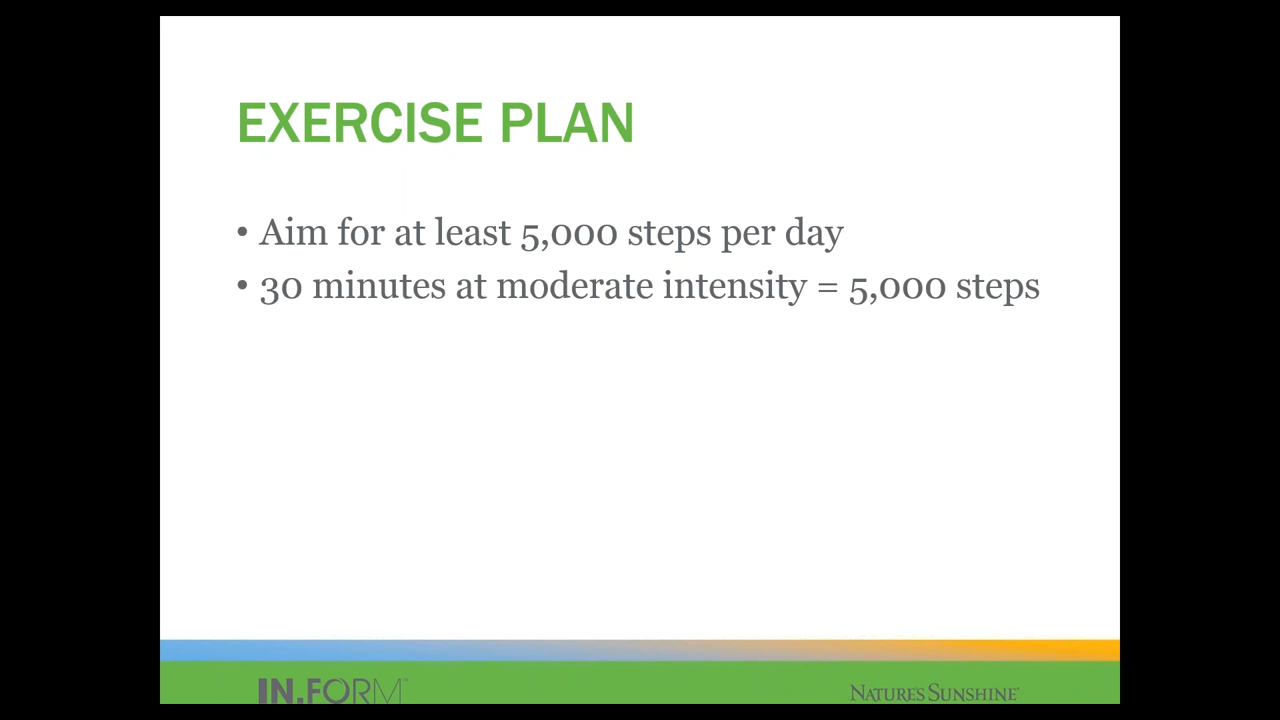 EXERCISE PLAN
• Aim for at least 5,000 steps per day
• 30 minutes at moderate intensity = 5,000 steps
IN.FORM™
NATURE'S SUNSHINE®